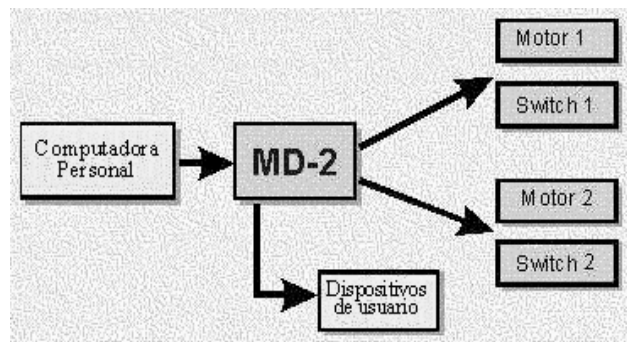 Computadora
Personal
MD-2
Motor 1
Switch 1
Motor 2
Switch 2
Dispositivos
de usuario